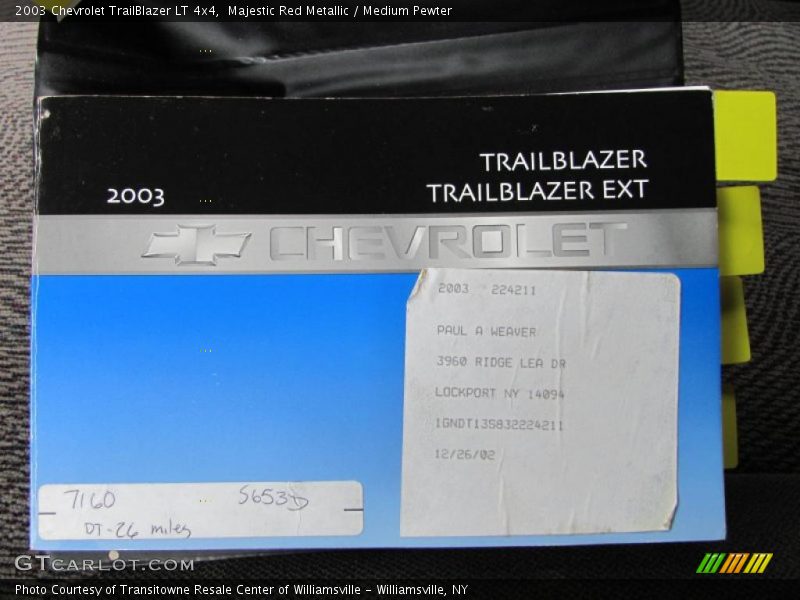 2003 Chevrolet TrailBlazer LT 4x4,  Majestic Red Metallic / Medium Pewter
TRAILBLAZER
2003
TRAILBLAZER EXT
CHEVROLET
2003 224211
PAUL A WEAVER
3960 RIDGE LEA DR
LOCKPORT NY 14094
1GNDT13S832224211
12/26/02
7160 S653D
DT-26 miles
GTCARLOT.COM
Photo Courtesy of Transitowne Resale Center of Williamsville - Williamsville, NY